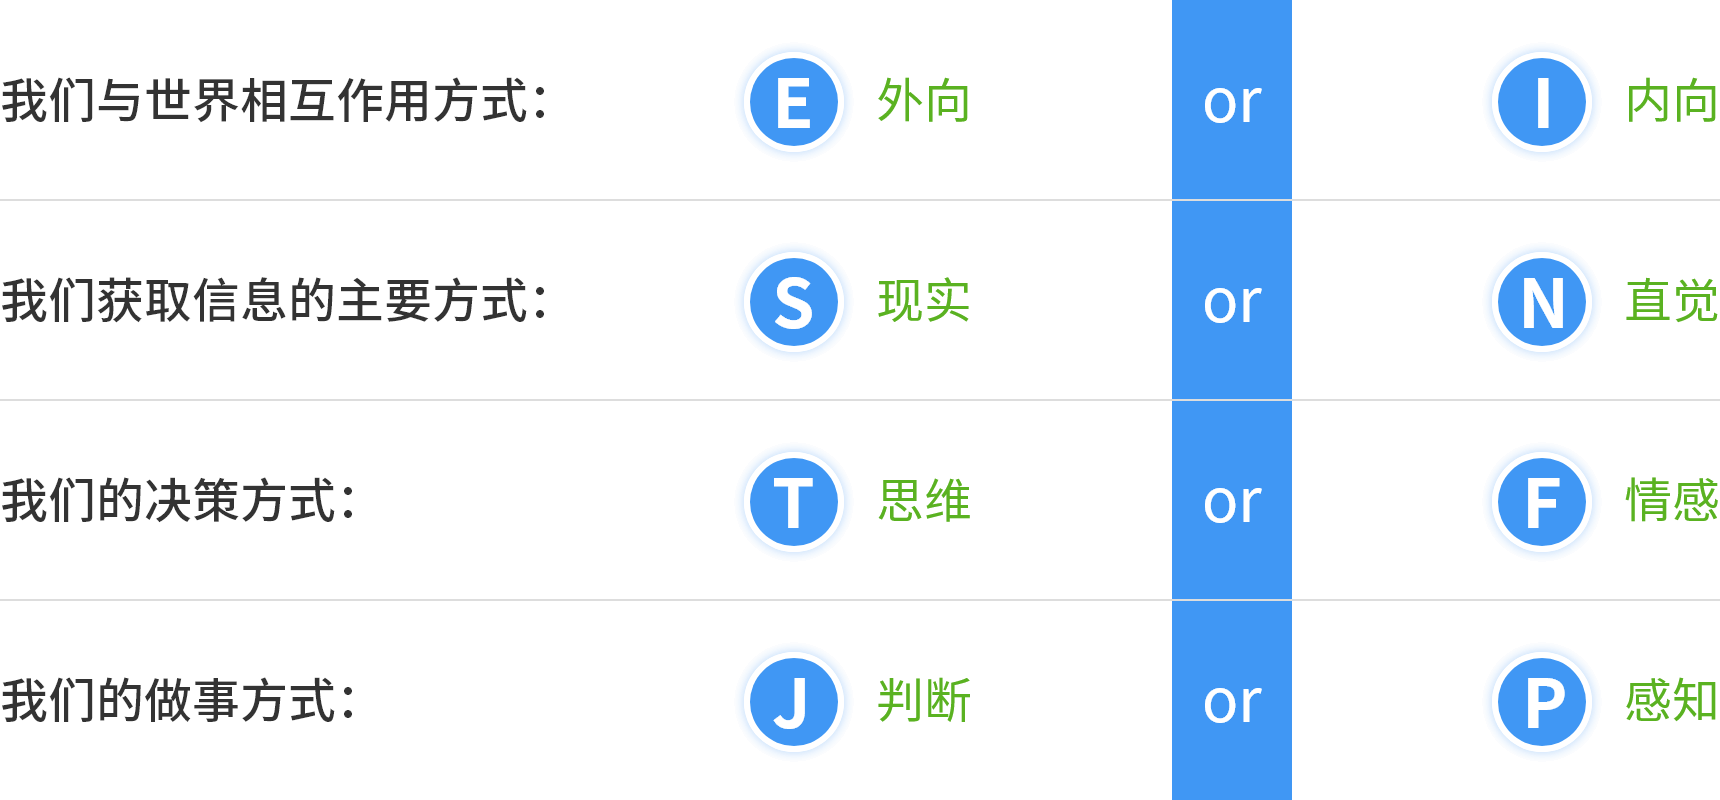 我们与世界相互作用方式： E 外向 or I 内向
我们获取信息的主要方式： S 现实 or N 直觉
我们的决策方式： T 思维 or F 情感
我们的做事方式： J 判断 or P 感知